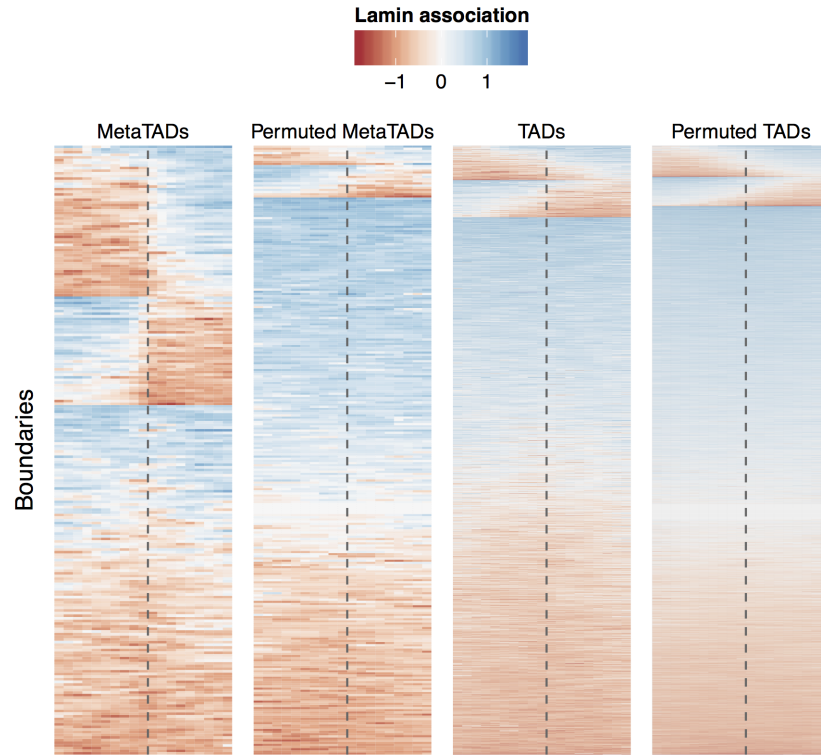 Lamin association
−1 0 1
MetaTADs
Permuted MetaTADs
TADs
Permuted TADs
Boundaries